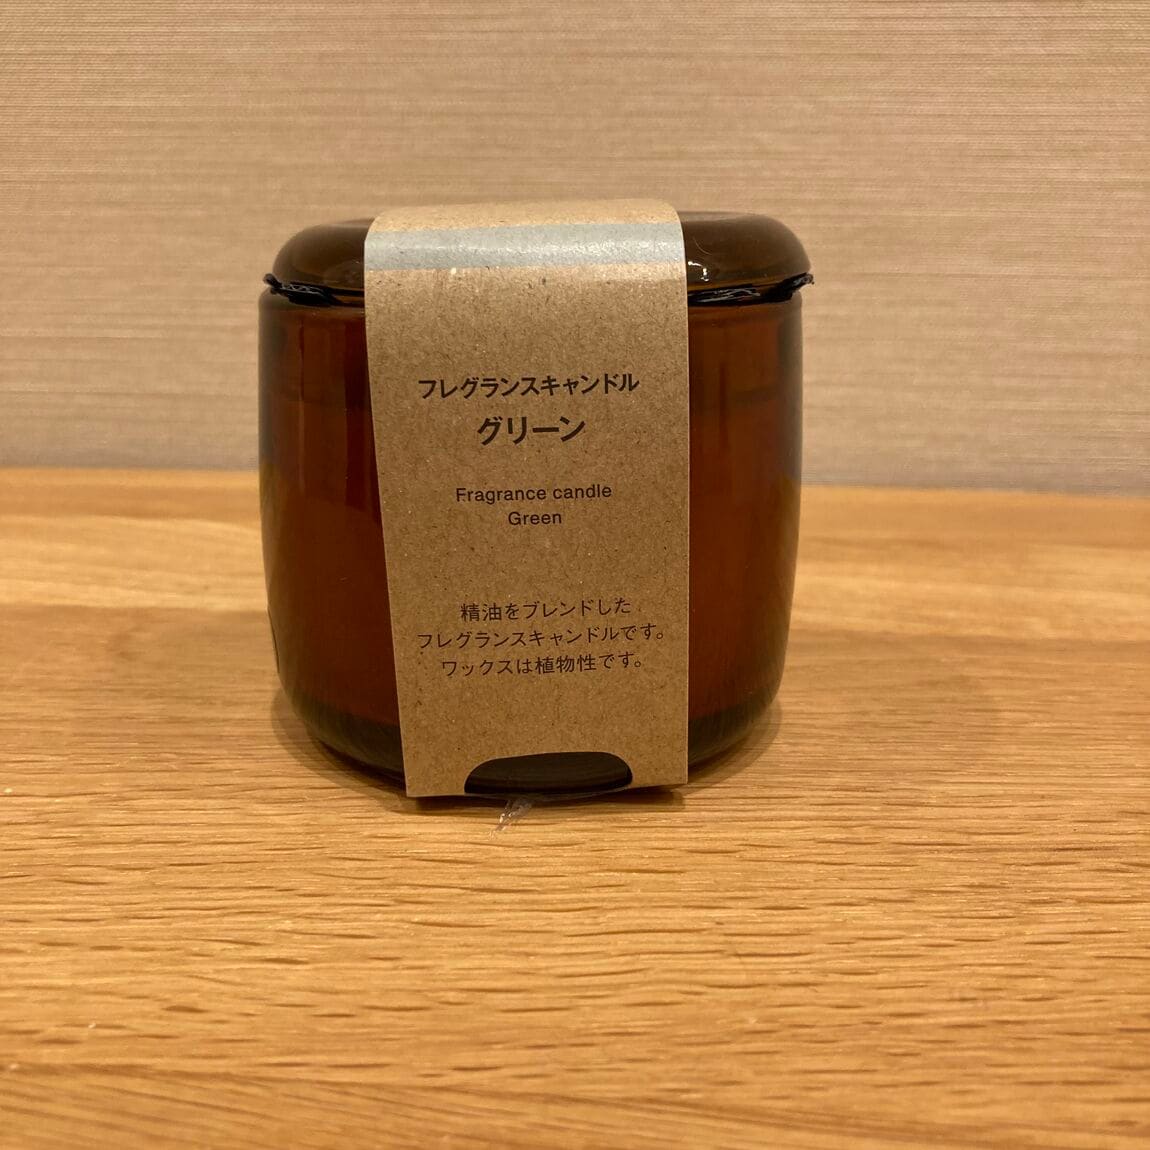 フレグランスキャンドル
グリーン
Fragrance candle
Green
精油をブレンドした
フレグランスキャンドルです。
ワックスは植物性です。